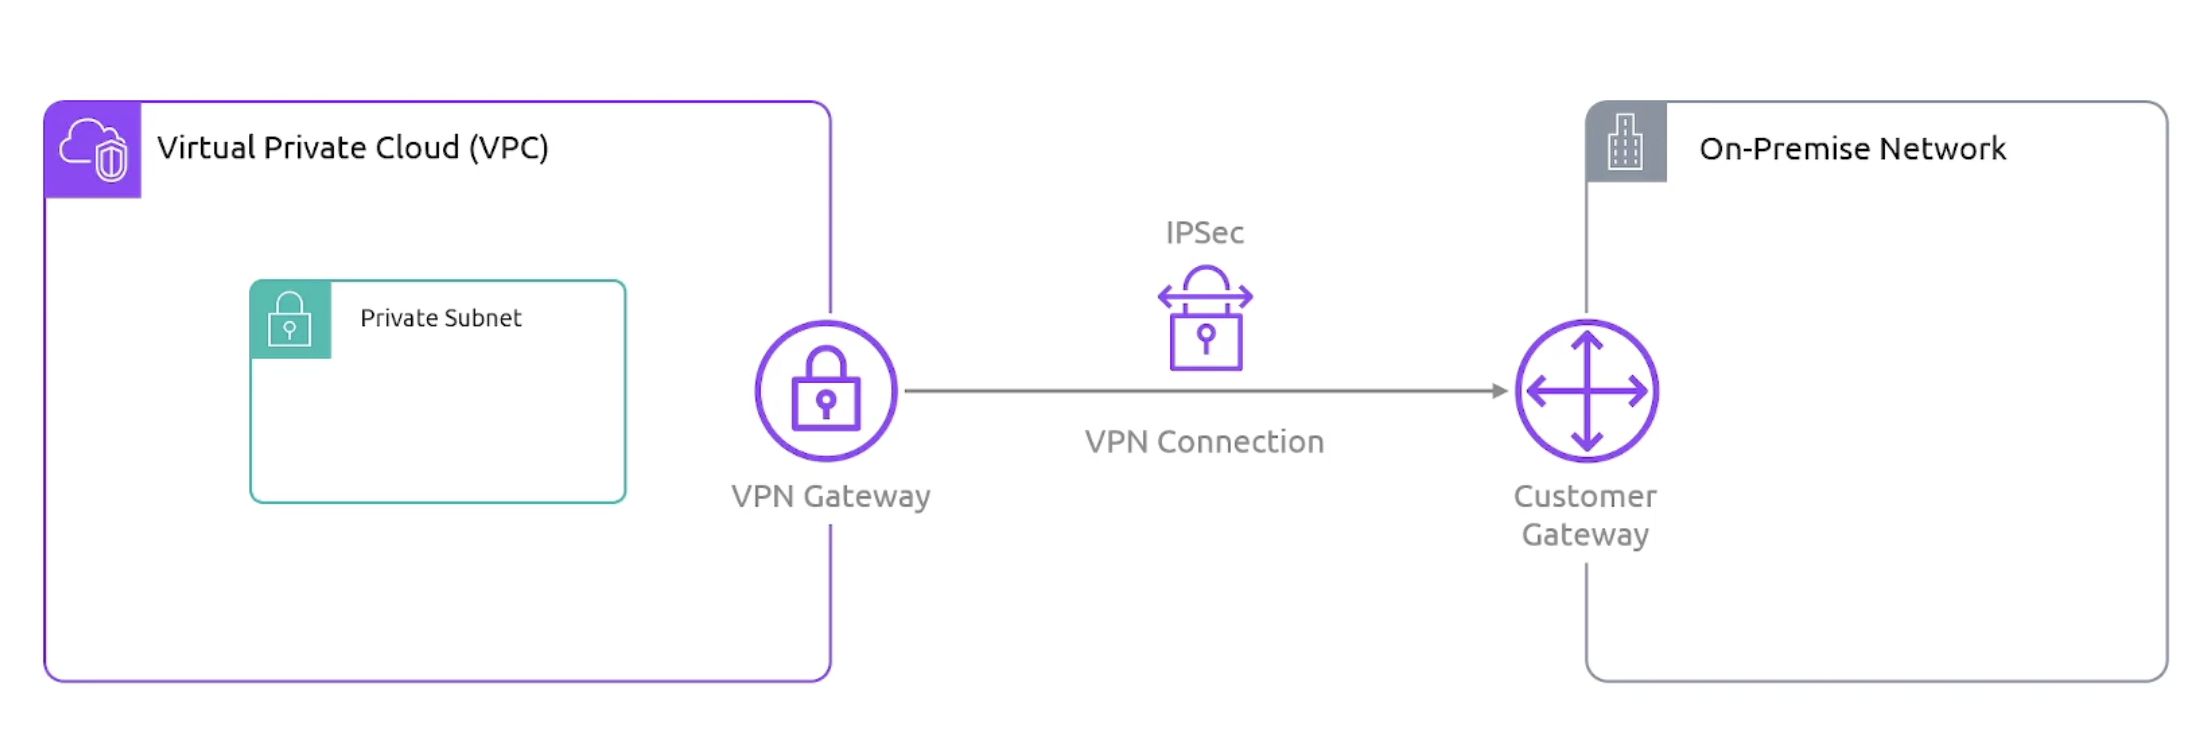 Virtual Private Cloud (VPC)
On-Premise Network
IPSec
Private Subnet
VPN Connection
VPN Gateway
Customer
Gateway